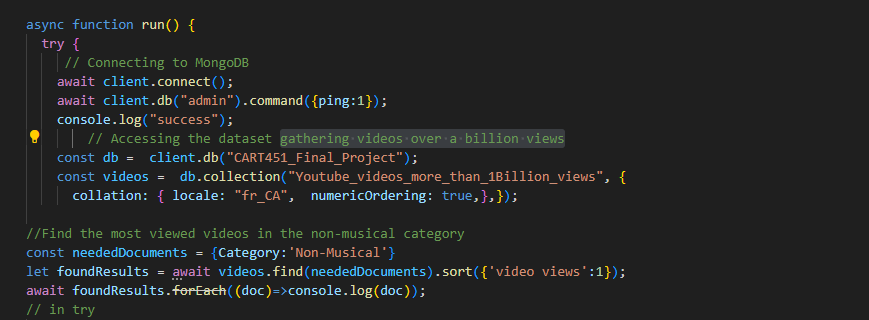 async function run() {
try {
// Connecting to MongoDB
await client.connect();
await client.db("admin").command({ping:1});
console.log("success");
// Accessing the dataset gathering videos over a billion views
const db =  client.db("CART451_Final_Project");
const videos =  db.collection("Youtube_videos_more_than_1Billion_views", {
collation: { locale: "fr_CA",  numericOrdering: true,},});
//Find the most viewed videos in the non-musical category
const neededDocuments = {Category:'Non-Musical'}
let foundResults = await videos.find(neededDocuments).sort({'video views':1});
await foundResults.forEach((doc)=>console.log(doc));
// in try